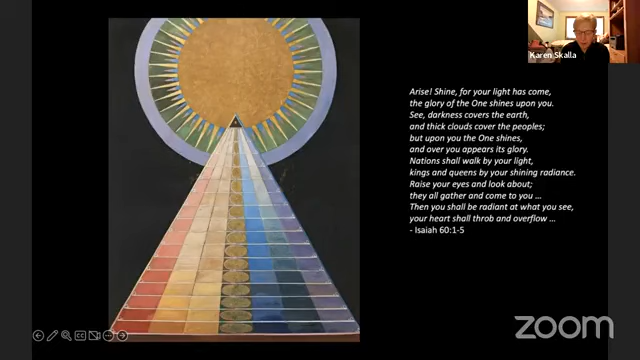 Karen Skalla
Arise! Shine, for your light has come,
the glory of the One shines upon you.
See, darkness covers the earth,
and thick clouds cover the peoples;
but upon you the One shines,
and over you appears its glory.
Nations shall walk by your light,
kings and queens by your shining radiance.
Raise your eyes and look about;
they all gather and come to you …
Then you shall be radiant at what you see,
your heart shall throb and overflow …
- Isaiah 60:1-5
zoom